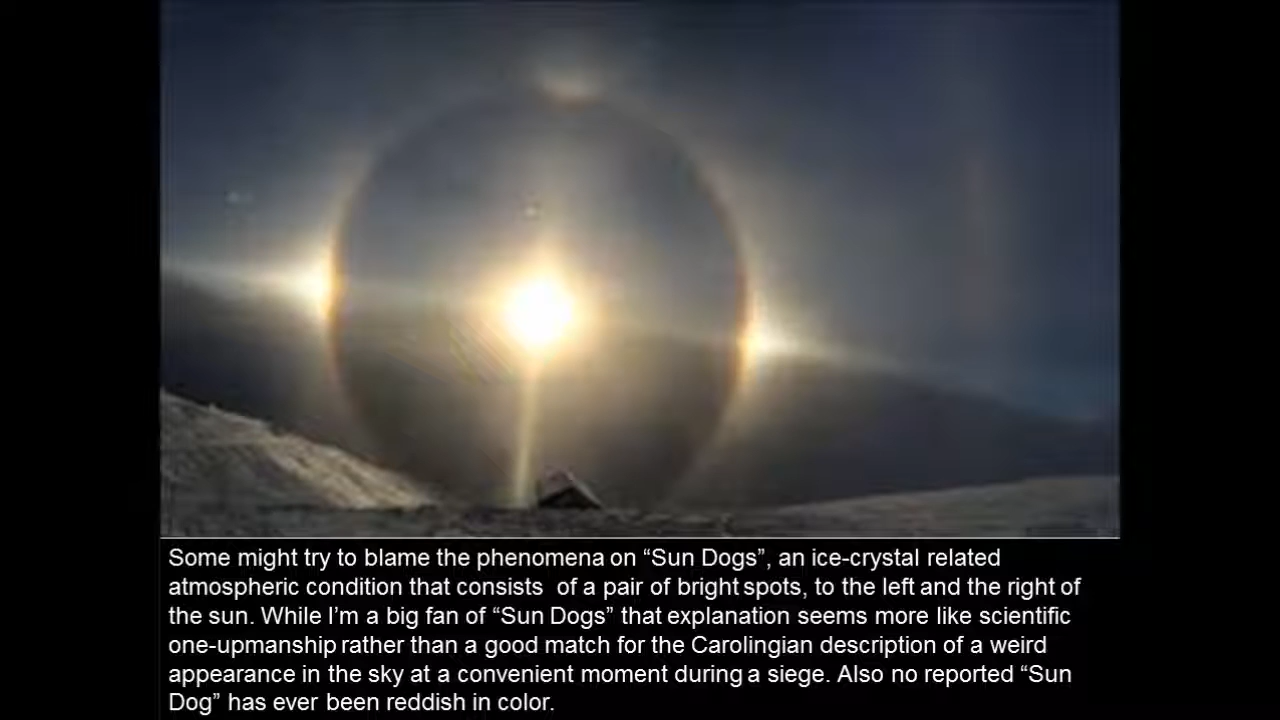 Some might try to blame the phenomena on “Sun Dogs”, an ice-crystal related
atmospheric condition that consists  of a pair of bright spots, to the left and the right of
the sun. While I’m a big fan of “Sun Dogs” that explanation seems more like scientific
one-upmanship rather than a good match for the Carolingian description of a weird
appearance in the sky at a convenient moment during a siege. Also no reported “Sun
Dog” has ever been reddish in color.